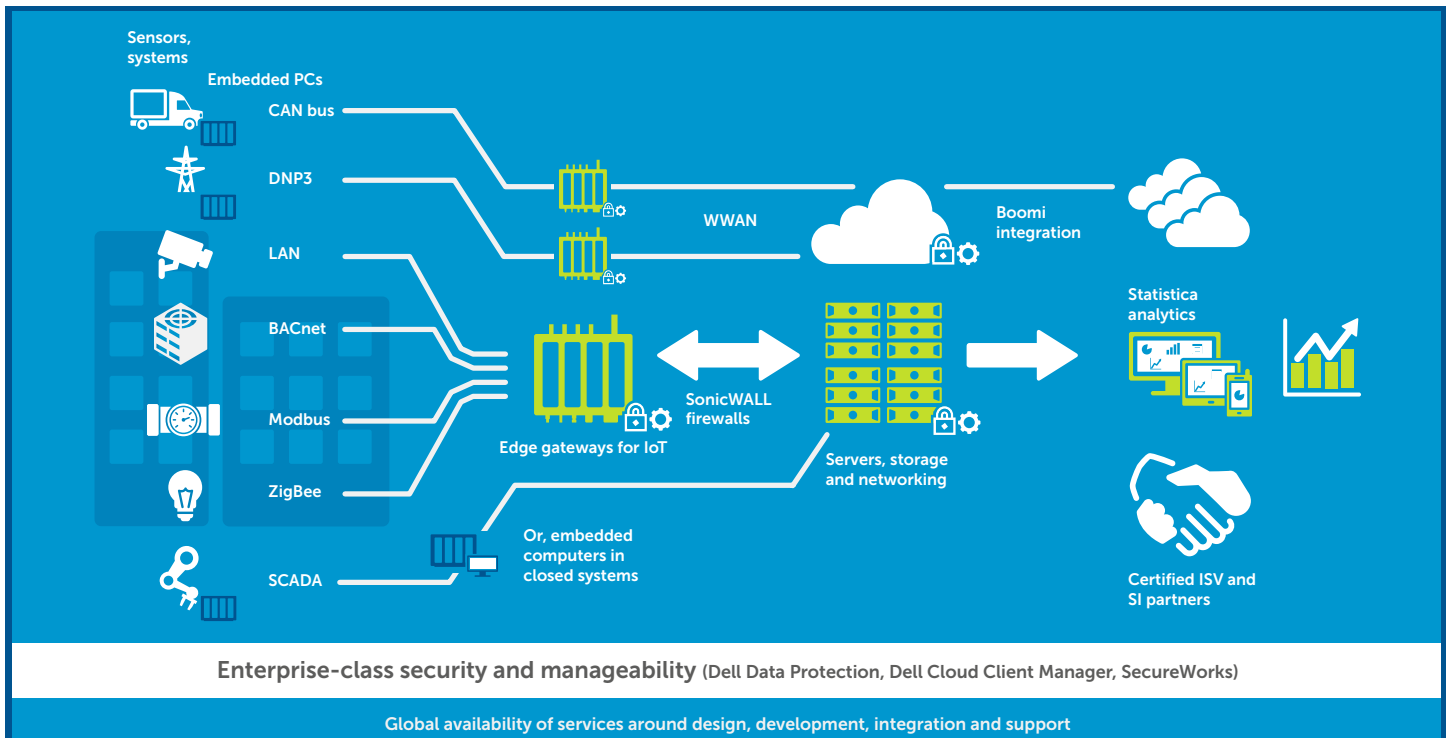 Sensors,
systems
Embedded PCs
CAN bus
DNP3
LAN
BACnet
Modbus
ZigBee
SCADA
WWAN
Boomi
integration
Edge gateways for IoT
SonicWALL
firewalls
Servers, storage
and networking
Or, embedded
computers in
closed systems
Statistica
analytics
Certified ISV and
SI partners
Enterprise-class security and manageability (Dell Data Protection, Dell Cloud Client Manager, SecureWorks)
Global availability of services around design, development, integration and support